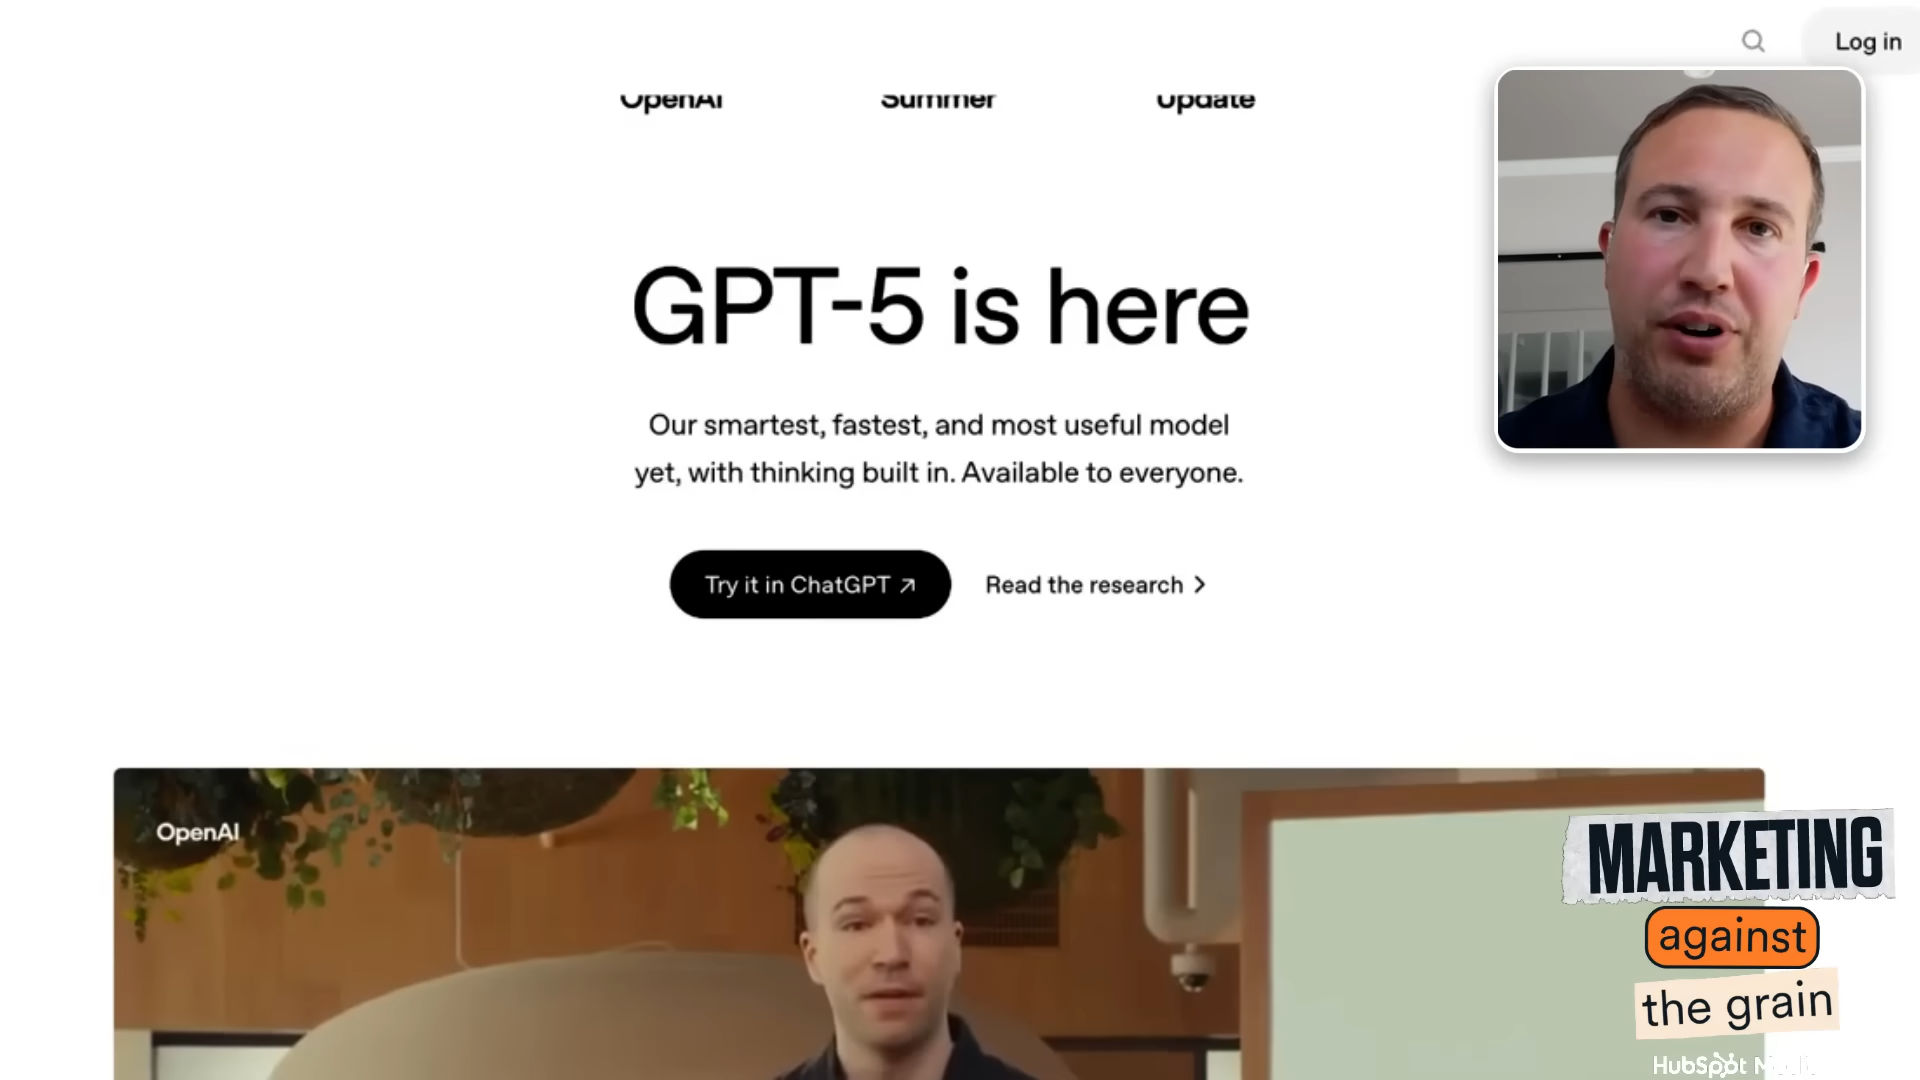 Log in
OpenAI Summer Update
GPT-5 is here
Our smartest, fastest, and most useful model
yet, with thinking built in. Available to everyone.
Try it in ChatGPT
Read the research
OpenAI
MARKETING
against
the grain
HubSpot